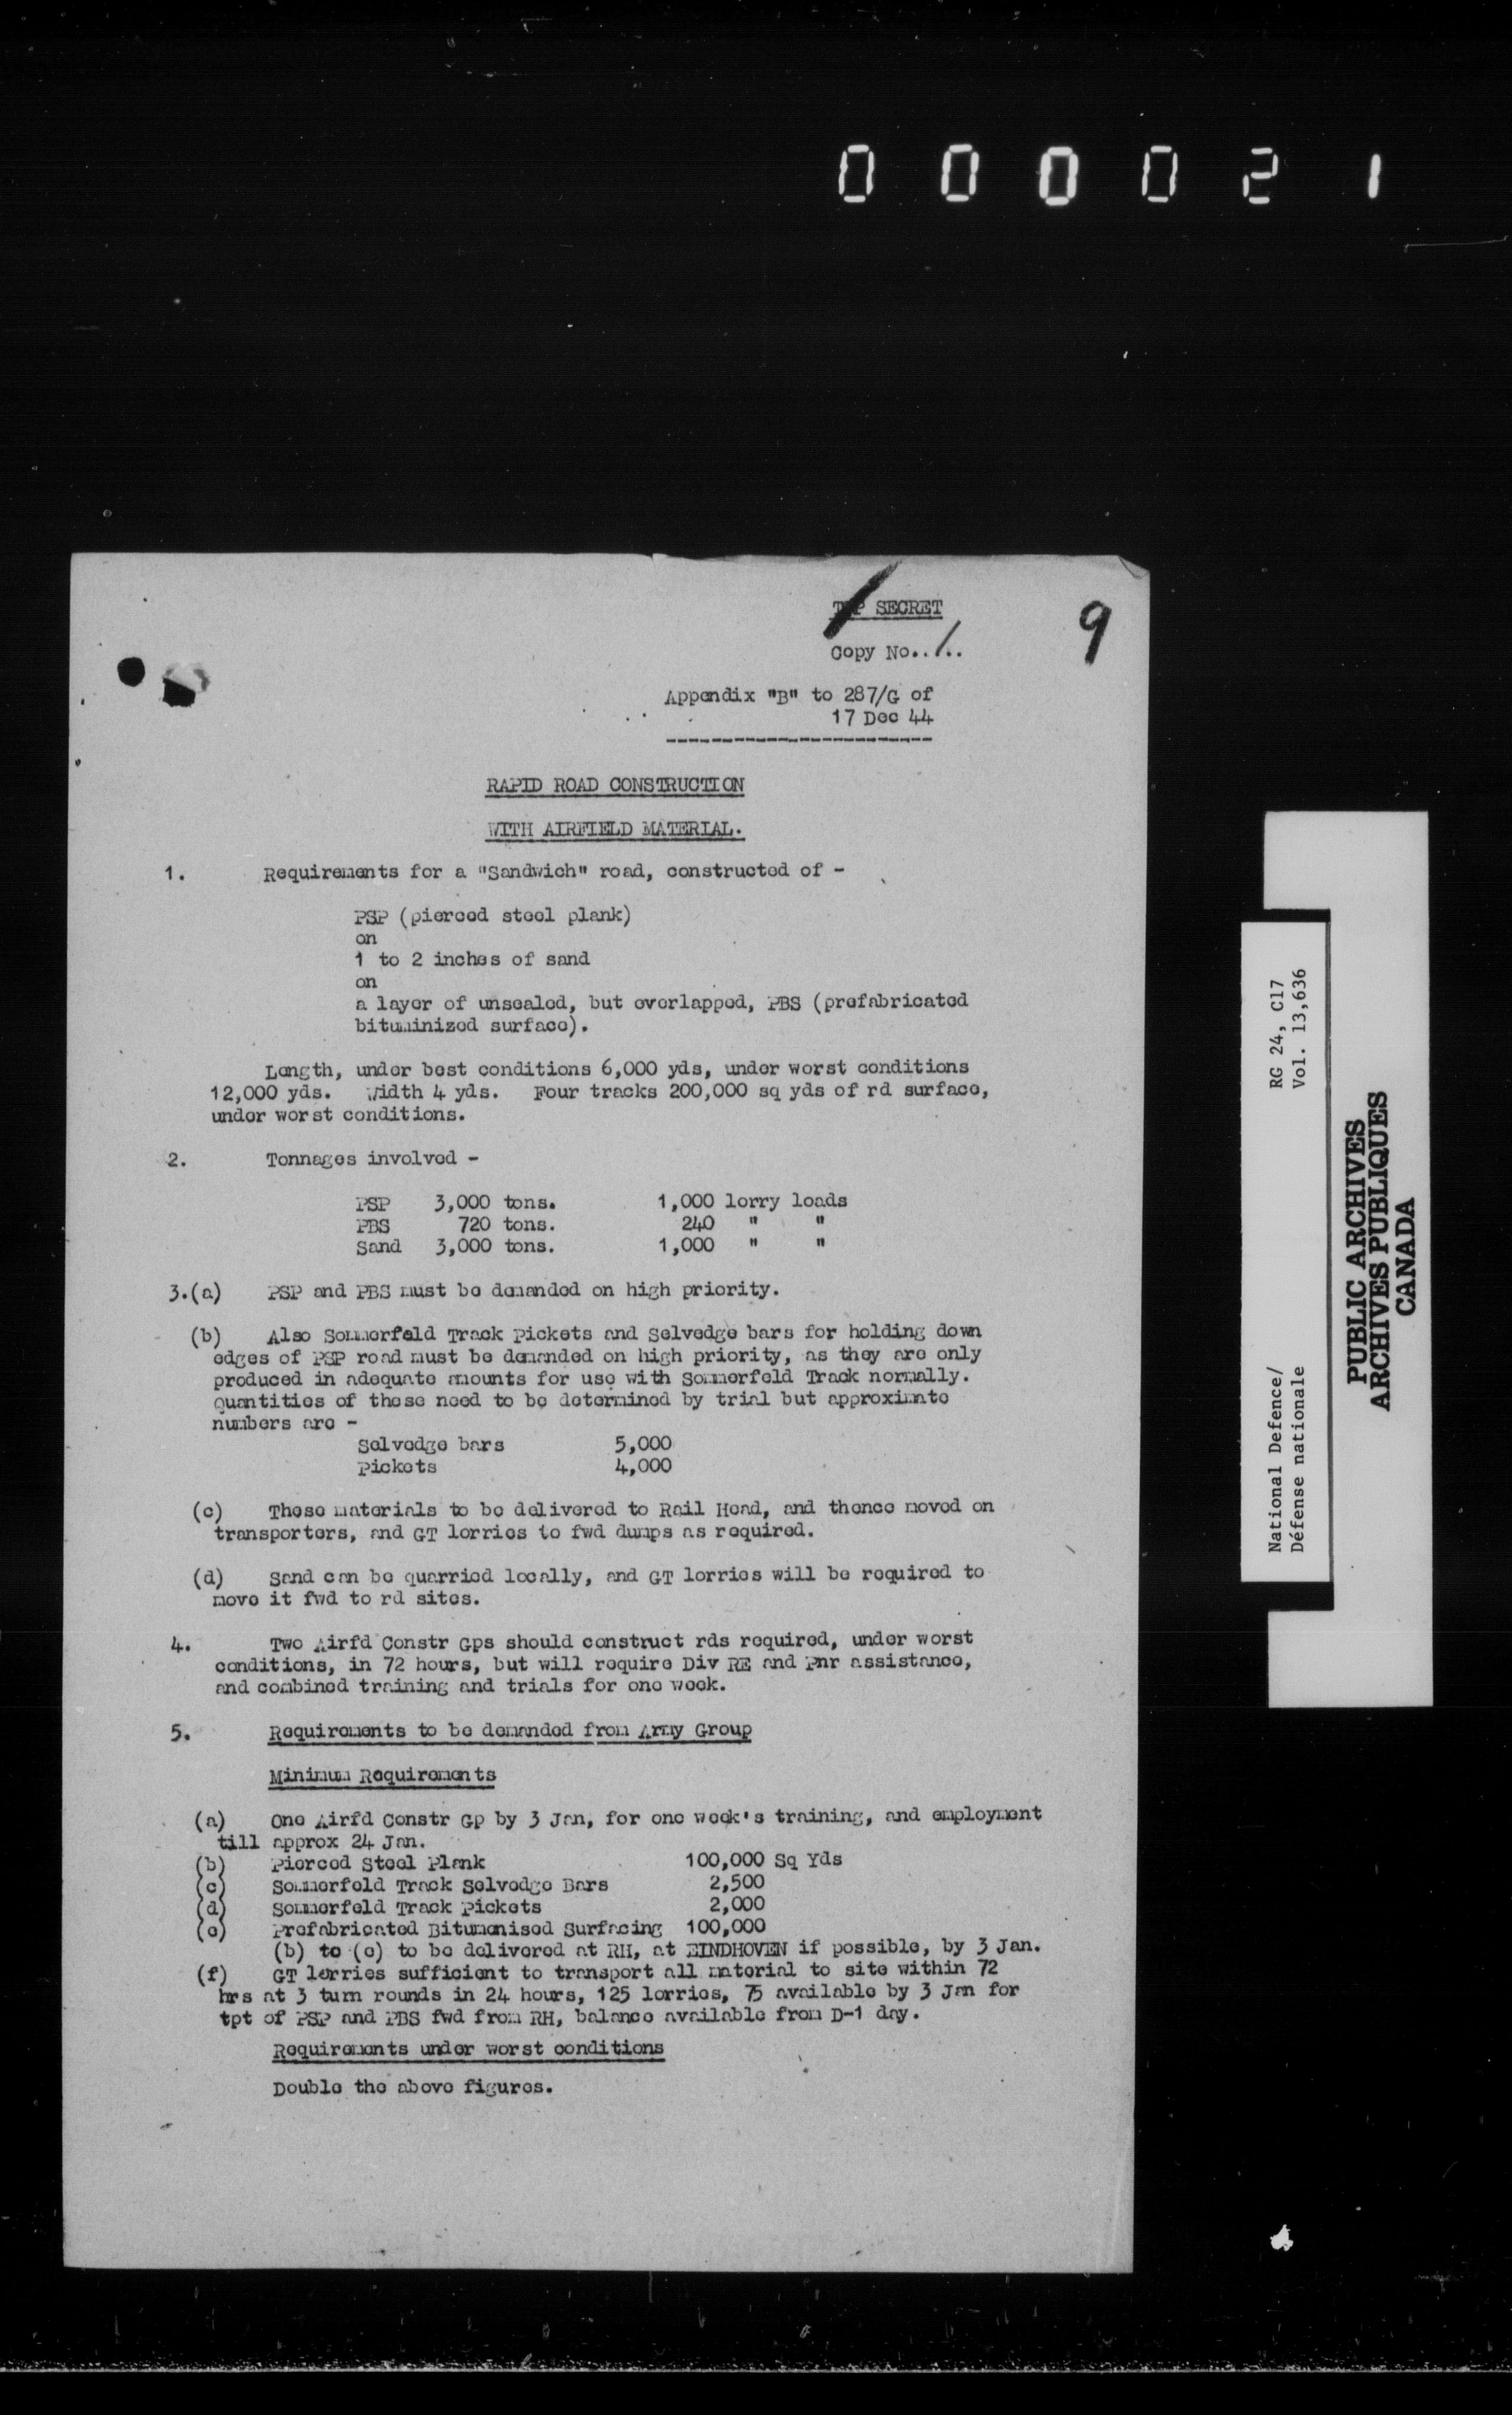 000021
TOP SECRET
9
Copy No..1..
Appendix "B" to 287/G of
17 Dec 44
RAPID ROAD CONSTRUCTION
WITH AIRFIELD MATERIAL.
1. Requirements for a "Sandwich" road, constructed of -
PSP (pierced steel plank)
on
1 to 2 inches of sand
on
a layer of unsealed, but overlapped, PBS (prefabricated
bituminized surface).
Length, under best conditions 6,000 yds, under worst conditions
12,000 yds. Width 4 yds. Four tracks 200,000 sq yds of rd surface,
under worst conditions.
2. Tonnages involved -
PSP 3,000 tons. 1,000 lorry loads
PBS 720 tons. 240 " "
Sand 3,000 tons. 1,000 " "
3.(a) PSP and PBS must be demanded on high priority.
(b) Also Sommerfeld Track Pickets and Selvedge bars for holding down
edges of PSP road must be demanded on high priority, as they are only
produced in adequate amounts for use with Sommerfeld Track normally.
Quantities of these need to be determined by trial but approximate
numbers are -
Selvedge bars 5,000
Pickets 4,000
(c) These materials to be delivered to Rail Head, and thence moved on
transporters, and GT lorries to fwd dumps as required.
(d) Sand can be quarried locally, and GT lorries will be required to
move it fwd to rd sites.
4. Two Airfd Constr Gps should construct rds required, under worst
conditions, in 72 hours, but will require Div RE and Pnr assistance,
and combined training and trials for one week.
5. Requirements to be demanded from Army Group
Minimum Requirements
(a) One Airfd Constr Gp by 3 Jan, for one week's training, and employment
till approx 24 Jan.
(b) Pierced Steel Plank 100,000 Sq Yds
(c) Sommerfeld Track Selvedge Bars 2,500
(d) Sommerfeld Track Pickets 2,000
(e) Prefabricated Bitumenised Surfacing 100,000
(b) to (e) to be delivered at RH, at EINDHOVEN if possible, by 3 Jan.
(f) GT lorries sufficient to transport all material to site within 72
hrs at 3 turn rounds in 24 hours, 125 lorries, 75 available by 3 Jan for
tpt of PSP and PBS fwd from RH, balance available from D-1 day.
Requirements under worst conditions
Double the above figures.
National Defence/ RG 24, C17
Défense nationale Vol. 13,636
PUBLIC ARCHIVES
ARCHIVES PUBLIQUES
CANADA